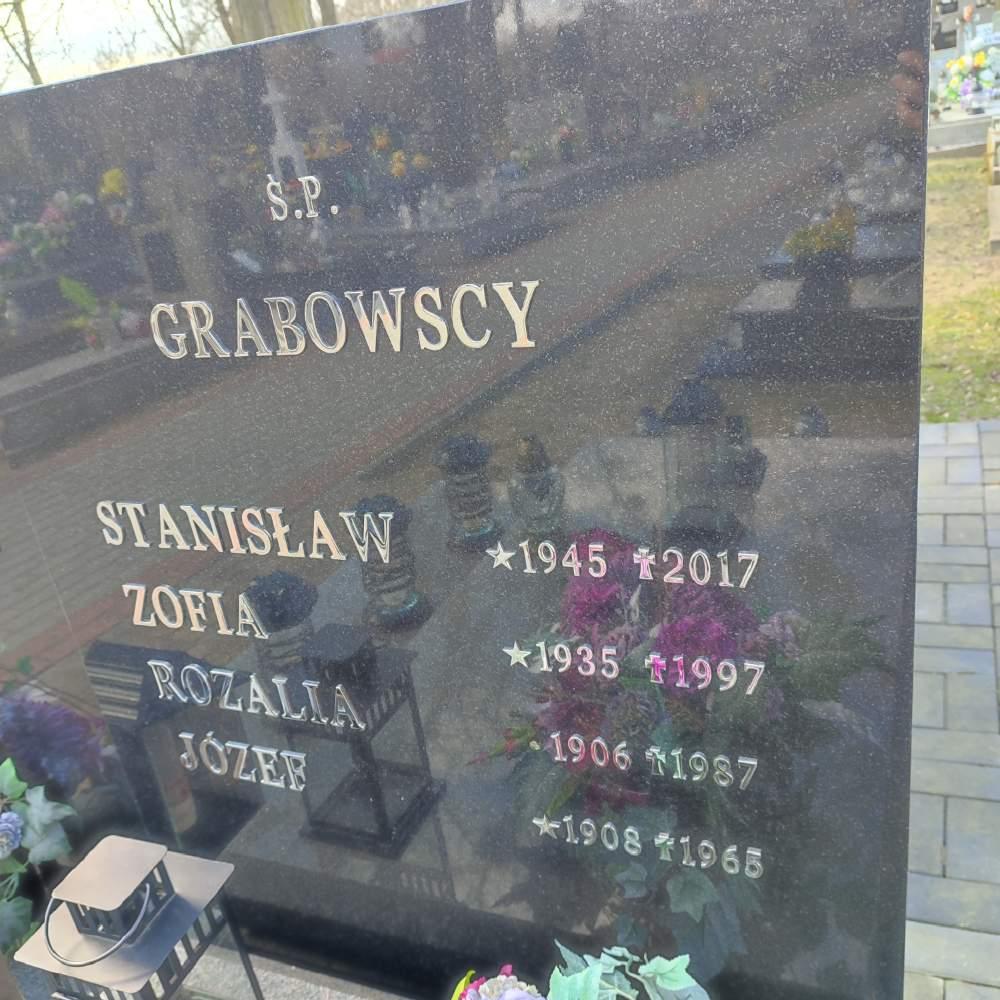 Ś.P.
GRABOWSCY
STANISŁAW ★1945 ✝2017
ZOFIA ★1935 ✝1997
ROZALIA 1906 ✝1987
JÓZEF ★1908 ✝1965